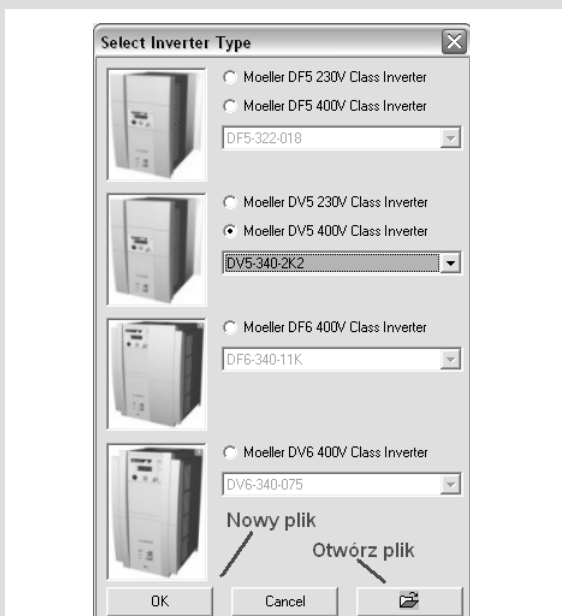 Select Inverter Type
Moeller DF5 230V Class Inverter
Moeller DF5 400V Class Inverter
DF5-322-018
Moeller DV5 230V Class Inverter
Moeller DV5 400V Class Inverter
DV5-340-2K2
Moeller DF6 400V Class Inverter
DF6-340-11K
Moeller DV6 400V Class Inverter
DV6-340-075
Nowy plik
Otwórz plik
OK
Cancel